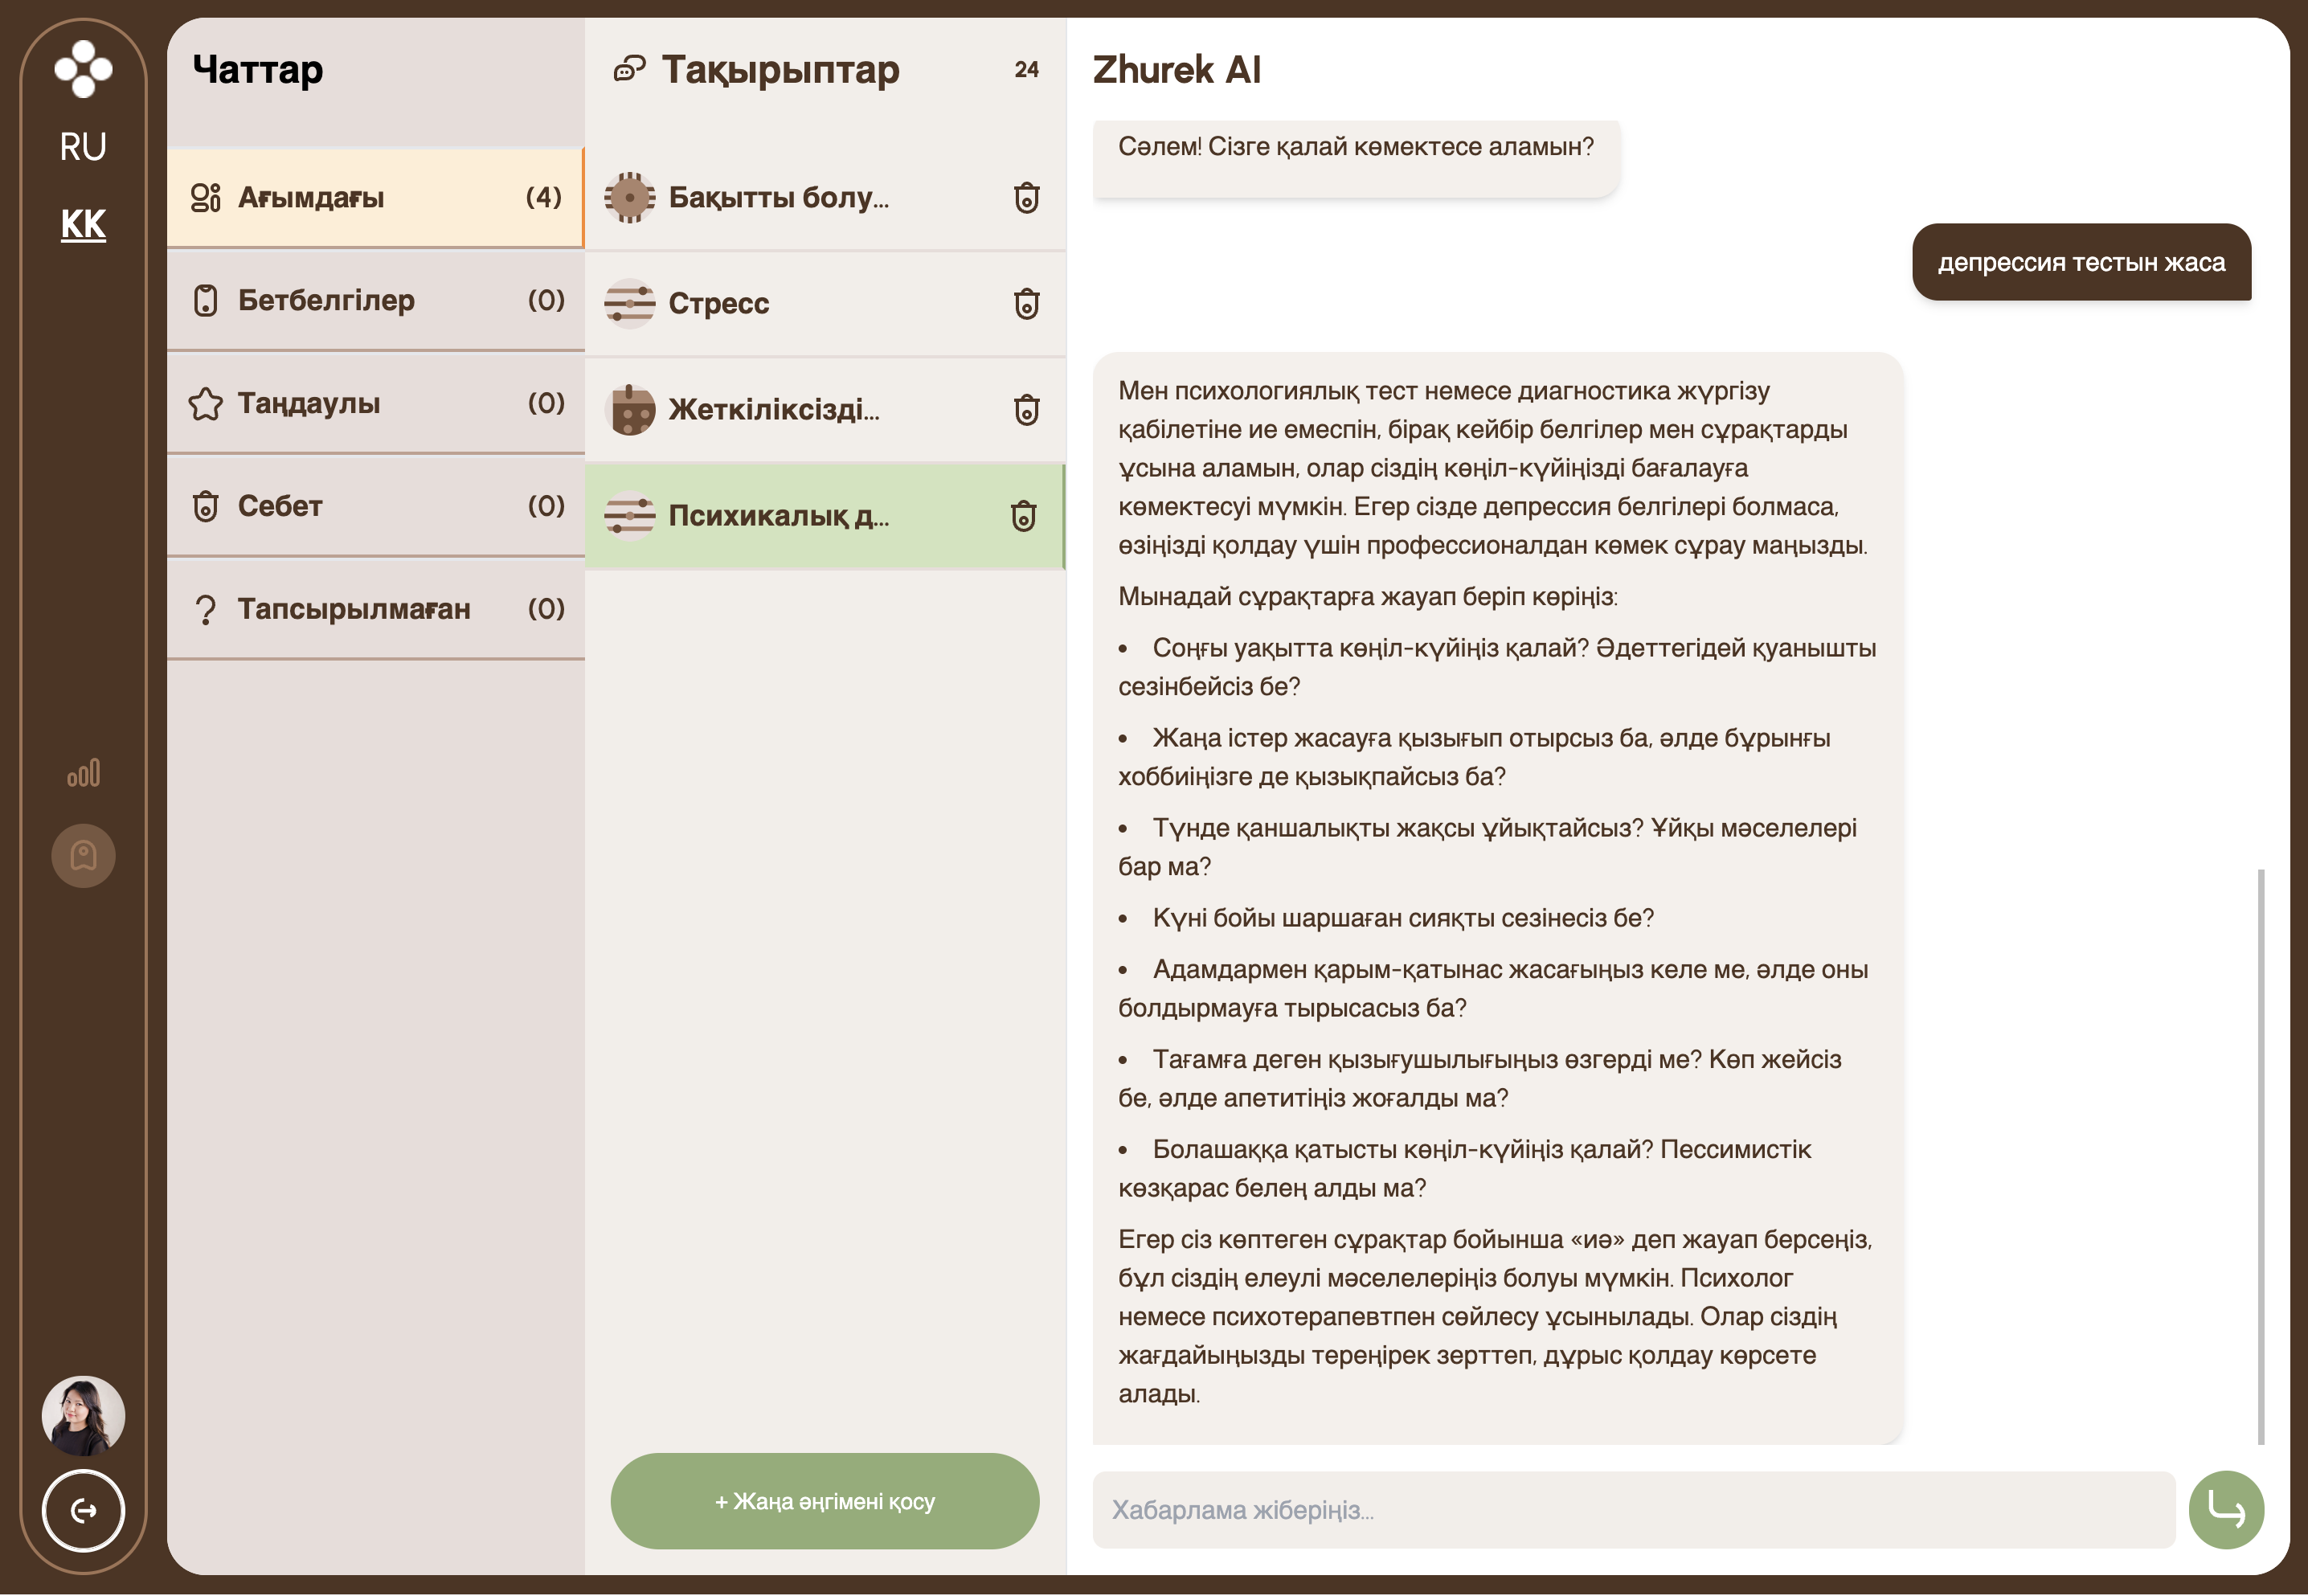 RU
KK
Чаттар
Ағымдағы (4)
Бетбелгілер (0)
Таңдаулы (0)
Себет (0)
Тапсырылмаған (0)
Тақырыптар 24
Бақытты болу...
Стресс
Жеткіліксізді...
Психикалық д...
+ Жаңа әңгімені қосу
Zhurek AI
Сәлем! Сізге қалай көмектесе аламын?
депрессия тестын жаса
Мен психологиялық тест немесе диагностика жүргізу
қабілетіне ие емеспін, бірақ кейбір белгілер мен сұрақтарды
ұсына аламын, олар сіздің көңіл-күйіңізді бағалауға
көмектесуі мүмкін. Егер сізде депрессия белгілері болмаса,
өзіңізді қолдау үшін профессионалдан көмек сұрау маңызды.
Мынадай сұрақтарға жауап беріп көріңіз:
• Соңғы уақытта көңіл-күйіңіз қалай? Әдеттегідей қуанышты
сезінбейсіз бе?
• Жаңа істер жасауға қызығып отырсыз ба, әлде бұрынғы
хоббиіңізге де қызықпайсыз ба?
• Түнде қаншалықты жақсы ұйықтайсыз? Ұйқы мәселелері
бар ма?
• Күні бойы шаршаған сияқты сезінесіз бе?
• Адамдармен қарым-қатынас жасағыңыз келе ме, әлде оны
болдырмауға тырысасыз ба?
• Тағамға деген қызығушылығыңыз өзгерді ме? Көп жейсіз
бе, әлде апетитіңіз жоғалды ма?
• Болашаққа қатысты көңіл-күйіңіз қалай? Пессимистік
көзқарас белең алды ма?
Егер сіз көптеген сұрақтар бойынша «иә» деп жауап берсеңіз,
бұл сіздің елеулі мәселелеріңіз болуы мүмкін. Психолог
немесе психотерапевтпен сөйлесу ұсынылады. Олар сіздің
жағдайыңызды тереңірек зерттеп, дұрыс қолдау көрсете
алады.
Хабарлама жіберіңіз...